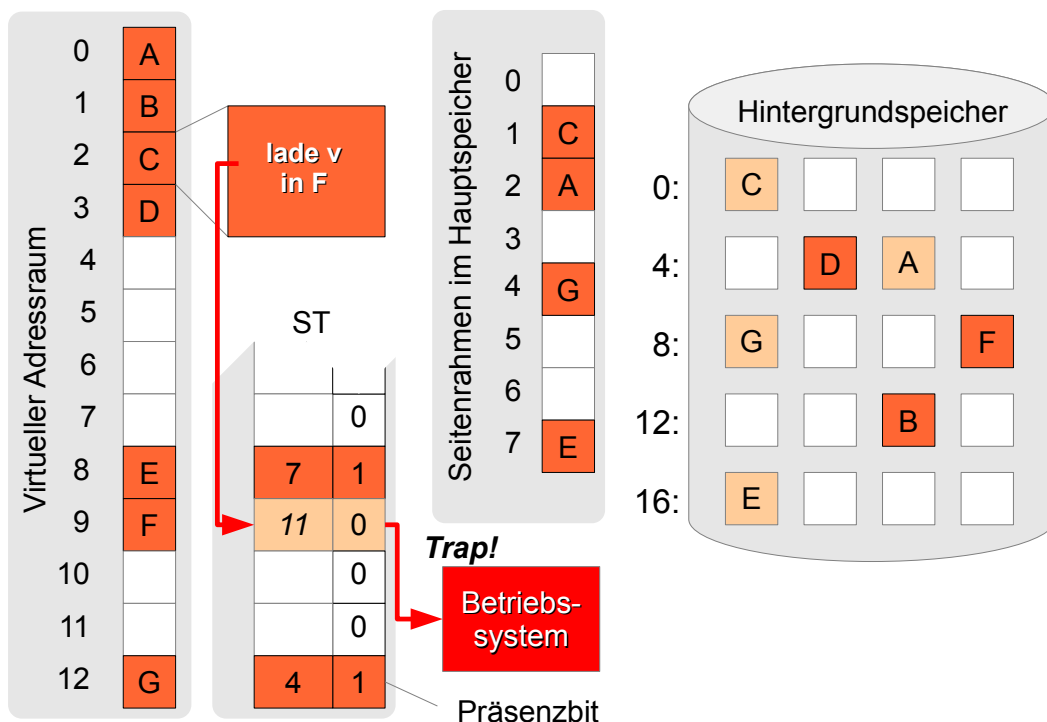 Virtueller Adressraum
0 A
1 B
2 C
3 D
4
5
6
7
8 E
9 F
10
11
12 G
lade v
in F
ST
0
7 1
11 0
0
0
4 1
Präsenzbit
Trap!
Betriebs-
system
Seitenrahmen im Hauptspeicher
0
1 C
2 A
3
4 G
5
6
7 E
Hintergrundspeicher
0: C
4: D A
8: G F
12: B
16: E